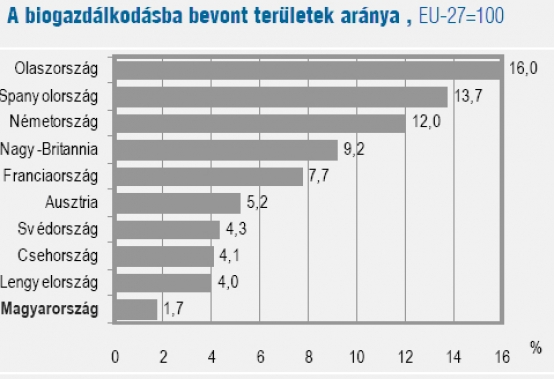 A biogazdálkodásba bevont területek aránya , EU-27=100
Olaszország 16,0
Spanyolország 13,7
Németország 12,0
Nagy-Britannia 9,2
Franciaország 7,7
Ausztria 5,2
Svédország 4,3
Csehország 4,1
Lengyelország 4,0
Magyarország 1,7
0 2 4 6 8 10 12 14 16 %